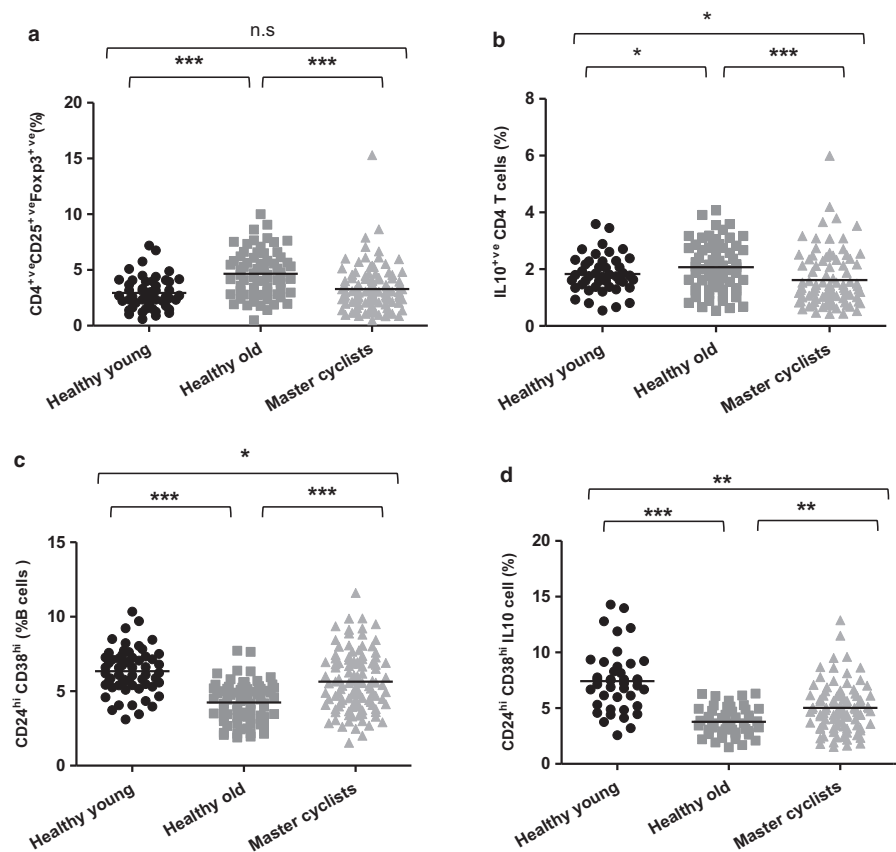 a
n.s
***
***
CD4+veCD25+veFoxp3+ve(%)
20
15
10
5
0
Healthy young
Healthy old
Master cyclists
b
*
*
***
IL10+ve CD4 T cells (%)
8
6
4
2
0
Healthy young
Healthy old
Master cyclists
c
*
***
***
CD24hi CD38hi (%B cells )
15
10
5
0
Healthy young
Healthy old
Master cyclists
d
**
***
**
CD24hi CD38hi IL10 cell (%)
20
15
10
5
0
Healthy young
Healthy old
Master cyclists